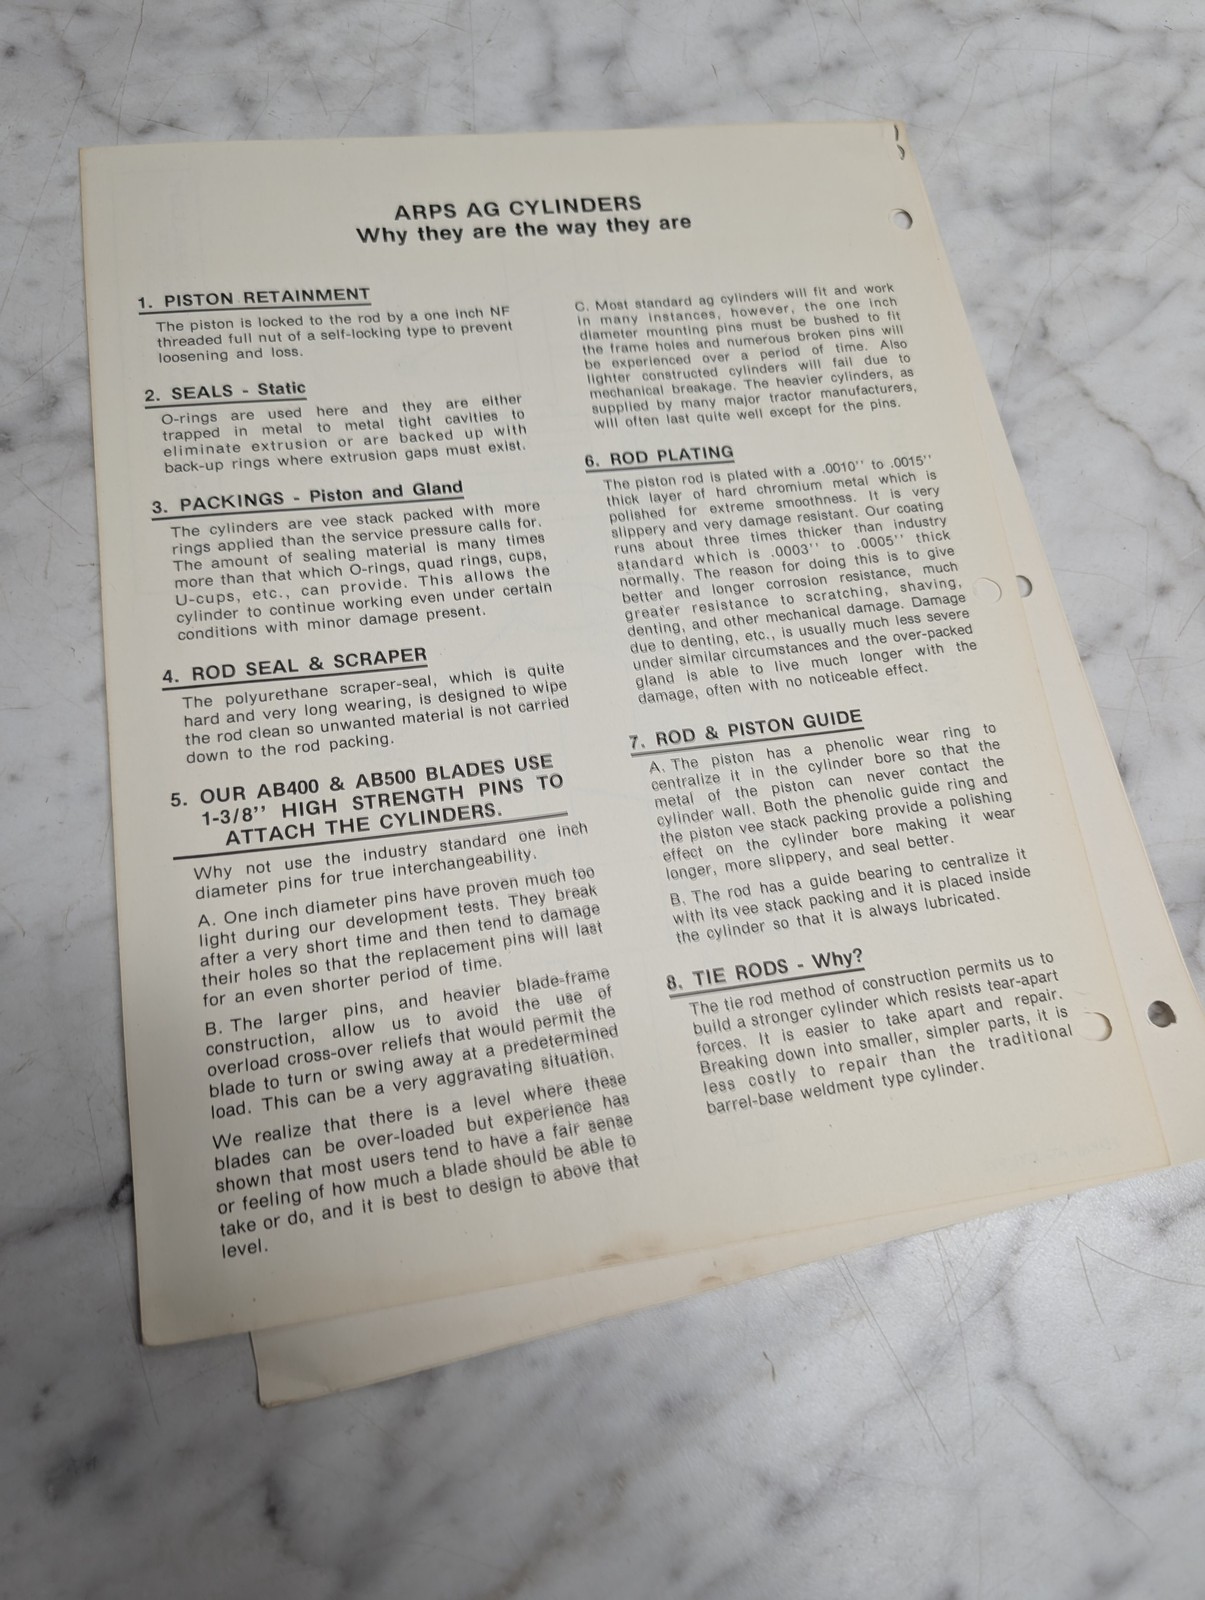 ARPS AG CYLINDERS
Why they are the way they are
1. PISTON RETAINMENT
The piston is locked to the rod by a one inch NF
threaded full nut of a self-locking type to prevent
loosening and loss.
2. SEALS - Static
O-rings are used here and they are either
trapped in metal to metal tight cavities to
eliminate extrusion or are backed up with
back-up rings where extrusion gaps must exist.
3. PACKINGS - Piston and Gland
The cylinders are vee stack packed with more
rings applied than the service pressure calls for.
The amount of sealing material is many times
more than that which O-rings, quad rings, cups,
U-cups, etc., can provide. This allows the
cylinder to continue working even under certain
conditions with minor damage present.
4. ROD SEAL & SCRAPER
The polyurethane scraper-seal, which is quite
hard and very long wearing, is designed to wipe
the rod clean so unwanted material is not carried
down to the rod packing.
5. OUR AB400 & AB500 BLADES USE
1-3/8'' HIGH STRENGTH PINS TO
ATTACH THE CYLINDERS.
Why not use the industry standard one inch
diameter pins for true interchangeability.
A. One inch diameter pins have proven much too
light during our development tests. They break
after a very short time and then tend to damage
their holes so that the replacement pins will last
for an even shorter period of time.
B. The larger pins, and heavier blade-frame
construction, allow us to avoid the use of
overload cross-over reliefs that would permit the
blade to turn or swing away at a predetermined
load. This can be a very aggravating situation.
We realize that there is a level where these
blades can be over-loaded but experience has
shown that most users tend to have a fair sense
or feeling of how much a blade should be able to
take or do, and it is best to design to above that
level.
C. Most standard ag cylinders will fit and work
in many instances, however, the one inch
diameter mounting pins must be bushed to fit
the frame holes and numerous broken pins will
be experienced over a period of time. Also
lighter constructed cylinders will fail due to
mechanical breakage. The heavier cylinders, as
supplied by many major tractor manufacturers,
will often last quite well except for the pins.
6. ROD PLATING
The piston rod is plated with a .0010'' to .0015''
thick layer of hard chromium metal which is
polished for extreme smoothness. It is very
slippery and very damage resistant. Our coating
runs about three times thicker than industry
standard which is .0003'' to .0005'' thick
normally. The reason for doing this is to give
better and longer corrosion resistance, much
greater resistance to scratching, shaving,
denting, and other mechanical damage. Damage
due to denting, etc., is usually much less severe
under similar circumstances and the over-packed
gland is able to live much longer with the
damage, often with no noticeable effect.
7. ROD & PISTON GUIDE
A. The piston has a phenolic wear ring to
centralize it in the cylinder bore so that the
metal of the piston can never contact the
cylinder wall. Both the phenolic guide ring and
the piston vee stack packing provide a polishing
effect on the cylinder bore making it wear
longer, more slippery, and seal better.
B. The rod has a guide bearing to centralize it
with its vee stack packing and it is placed inside
the cylinder so that it is always lubricated.
8. TIE RODS - Why?
The tie rod method of construction permits us to
build a stronger cylinder which resists tear-apart
forces. It is easier to take apart and repair.
Breaking down into smaller, simpler parts, it is
less costly to repair than the traditional
barrel-base weldment type cylinder.